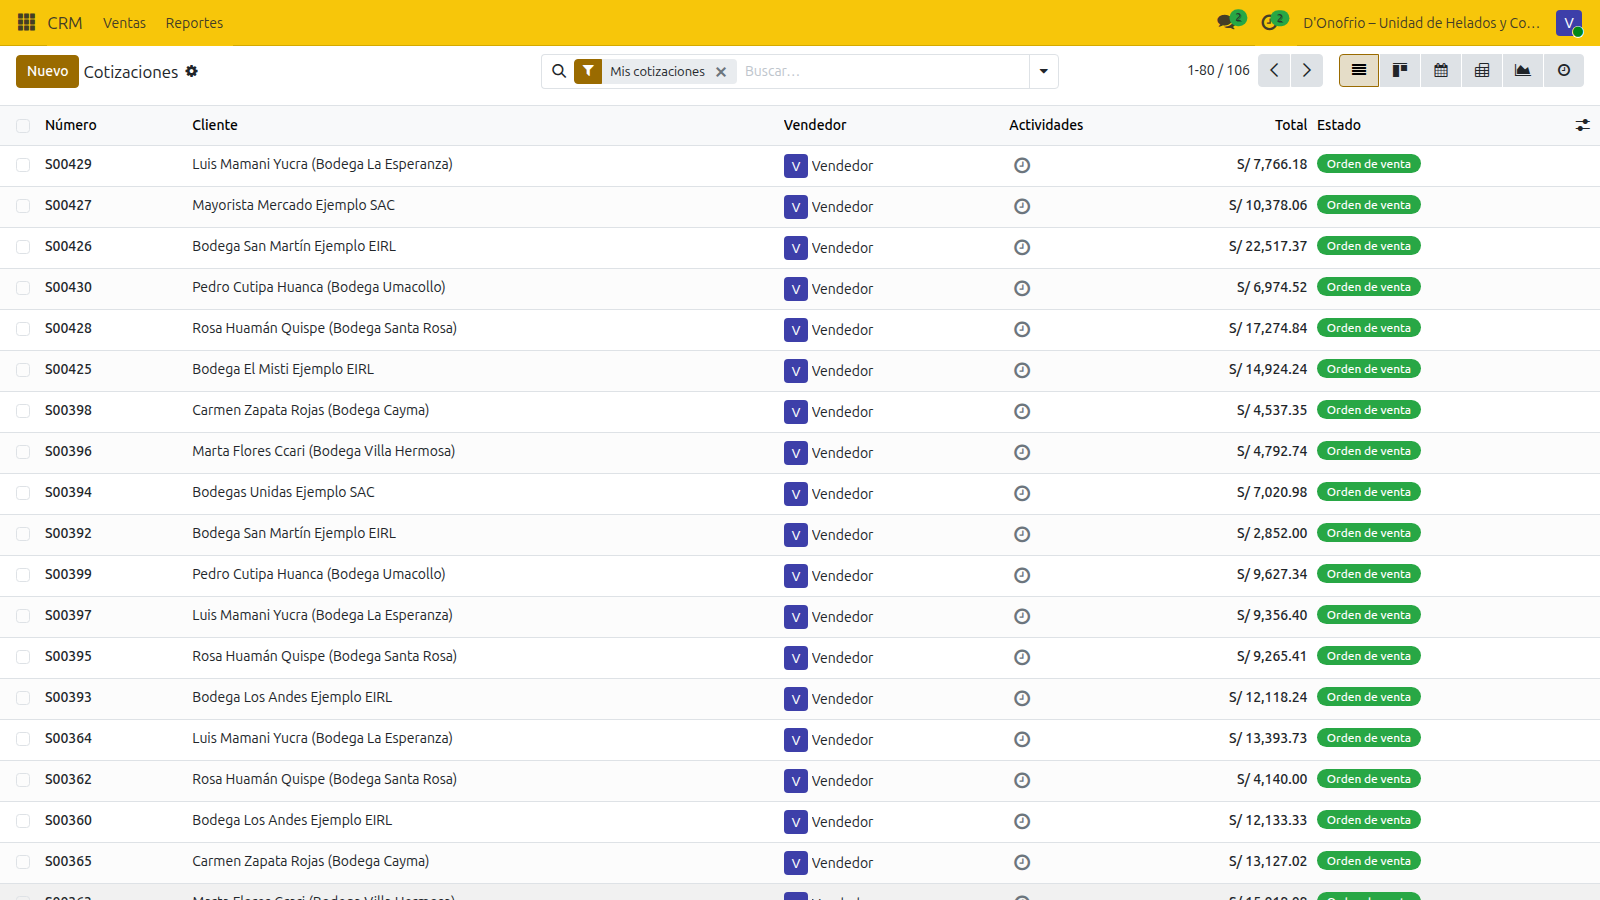 CRM Ventas Reportes 2 2 D'Onofrio – Unidad de Helados y Co... V
Nuevo Cotizaciones Mis cotizaciones Buscar... 1-80 / 106
Número Cliente Vendedor Actividades Total Estado
S00429 Luis Mamani Yucra (Bodega La Esperanza) V Vendedor S/ 7,766.18 Orden de venta
S00427 Mayorista Mercado Ejemplo SAC V Vendedor S/ 10,378.06 Orden de venta
S00426 Bodega San Martín Ejemplo EIRL V Vendedor S/ 22,517.37 Orden de venta
S00430 Pedro Cutipa Huanca (Bodega Umacollo) V Vendedor S/ 6,974.52 Orden de venta
S00428 Rosa Huamán Quispe (Bodega Santa Rosa) V Vendedor S/ 17,274.84 Orden de venta
S00425 Bodega El Misti Ejemplo EIRL V Vendedor S/ 14,924.24 Orden de venta
S00398 Carmen Zapata Rojas (Bodega Cayma) V Vendedor S/ 4,537.35 Orden de venta
S00396 Marta Flores Ccari (Bodega Villa Hermosa) V Vendedor S/ 4,792.74 Orden de venta
S00394 Bodegas Unidas Ejemplo SAC V Vendedor S/ 7,020.98 Orden de venta
S00392 Bodega San Martín Ejemplo EIRL V Vendedor S/ 2,852.00 Orden de venta
S00399 Pedro Cutipa Huanca (Bodega Umacollo) V Vendedor S/ 9,627.34 Orden de venta
S00397 Luis Mamani Yucra (Bodega La Esperanza) V Vendedor S/ 9,356.40 Orden de venta
S00395 Rosa Huamán Quispe (Bodega Santa Rosa) V Vendedor S/ 9,265.41 Orden de venta
S00393 Bodega Los Andes Ejemplo EIRL V Vendedor S/ 12,118.24 Orden de venta
S00364 Luis Mamani Yucra (Bodega La Esperanza) V Vendedor S/ 13,393.73 Orden de venta
S00362 Rosa Huamán Quispe (Bodega Santa Rosa) V Vendedor S/ 4,140.00 Orden de venta
S00360 Bodega Los Andes Ejemplo EIRL V Vendedor S/ 12,133.33 Orden de venta
S00365 Carmen Zapata Rojas (Bodega Cayma) V Vendedor S/ 13,127.02 Orden de venta